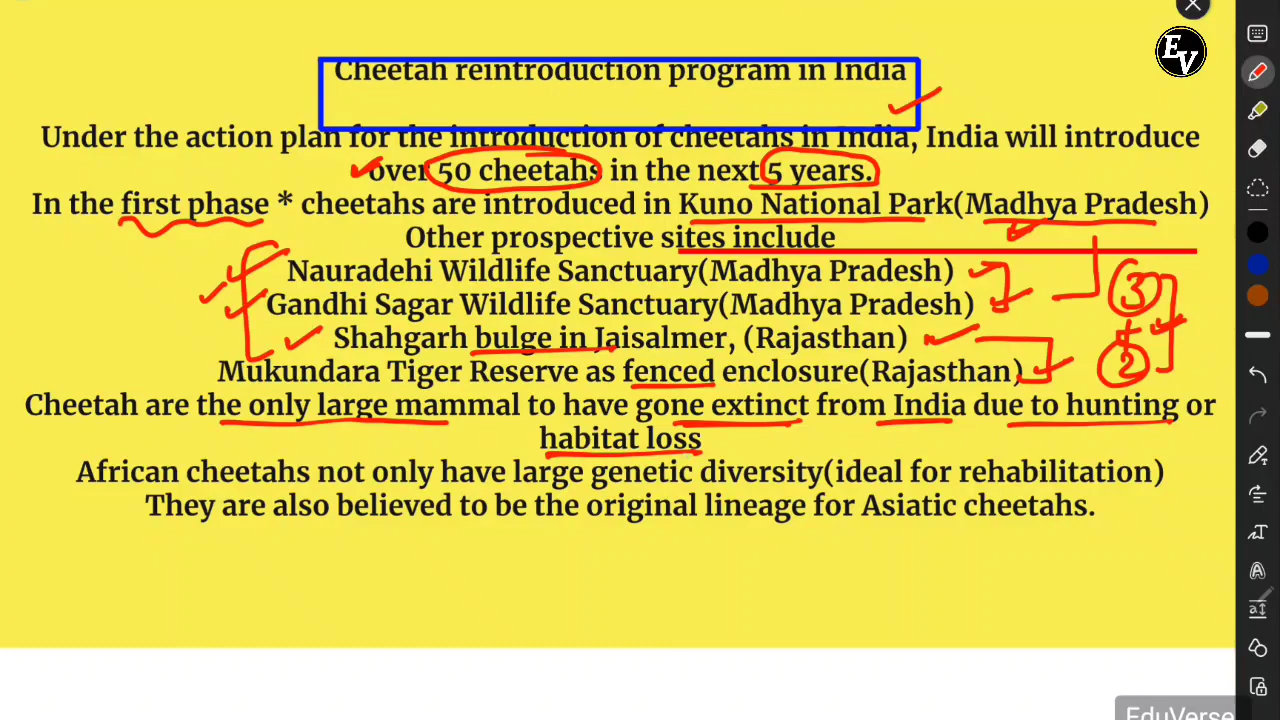 EV
Cheetah reintroduction program in India
Under the action plan for the introduction of cheetahs in India, India will introduce
over 50 cheetahs in the next 5 years.
In the first phase * cheetahs are introduced in Kuno National Park(Madhya Pradesh)
Other prospective sites include
Nauradehi Wildlife Sanctuary(Madhya Pradesh)
Gandhi Sagar Wildlife Sanctuary(Madhya Pradesh)
Shahgarh bulge in Jaisalmer, (Rajasthan)
Mukundara Tiger Reserve as fenced enclosure(Rajasthan)
3
+
2
Cheetah are the only large mammal to have gone extinct from India due to hunting or
habitat loss
African cheetahs not only have large genetic diversity(ideal for rehabilitation)
They are also believed to be the original lineage for Asiatic cheetahs.
EduVerse